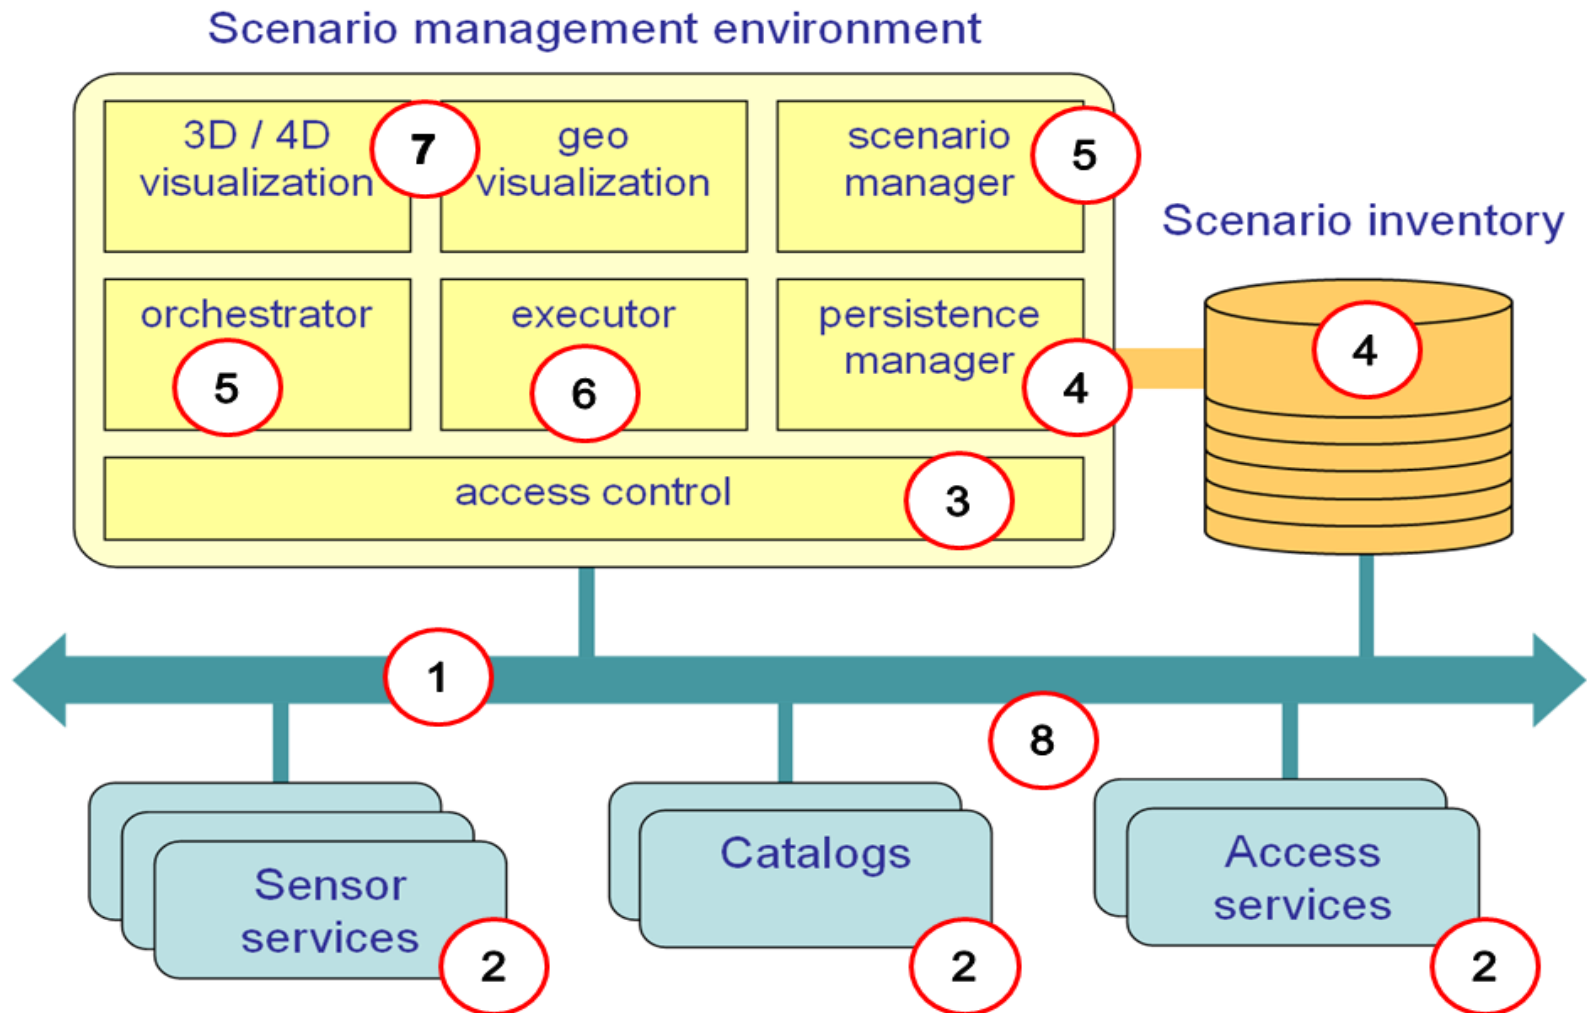 Scenario management environment
3D / 4D
visualization
7
geo
visualization
scenario
manager
5
Scenario inventory
orchestrator
5
executor
6
persistence
manager
4
4
access control
3
1
8
Sensor
services
2
Catalogs
2
Access
services
2